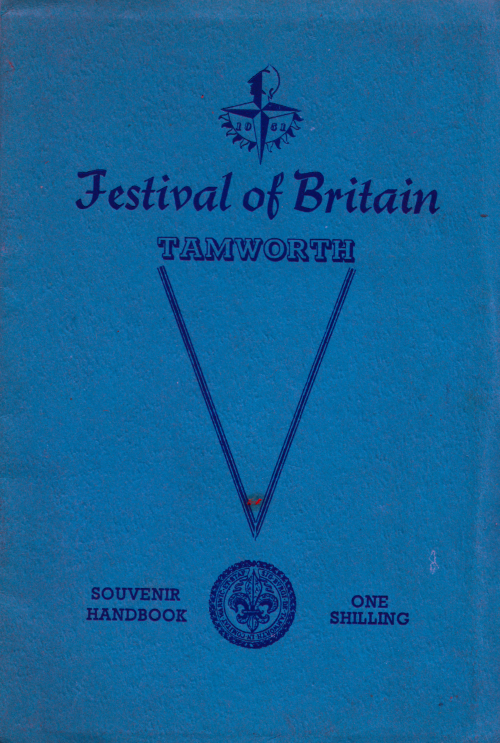 19 51
Festival of Britain
TAMWORTH
SOUVENIR
HANDBOOK
ONE
SHILLING